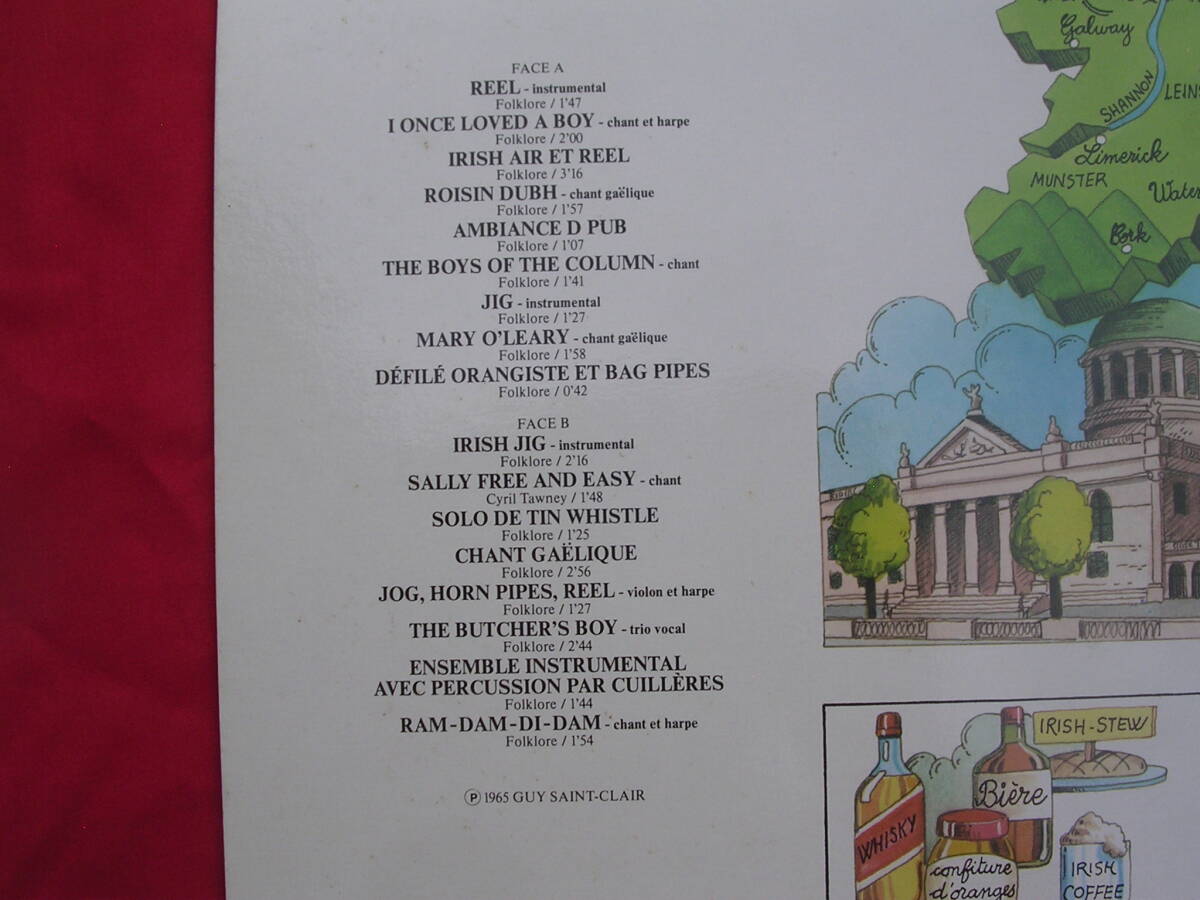 FACE A
REEL - instrumental
Folklore / 1'47
I ONCE LOVED A BOY - chant et harpe
Folklore / 2'00
IRISH AIR ET REEL
Folklore / 3'16
ROISIN DUBH - chant gaëlique
Folklore / 1'57
AMBIANCE D PUB
Folklore / 1'07
THE BOYS OF THE COLUMN - chant
Folklore / 1'41
JIG - instrumental
Folklore / 1'27
MARY O'LEARY - chant gaëlique
Folklore / 1'58
DÉFILÉ ORANGISTE ET BAG PIPES
Folklore / 0'42
FACE B
IRISH JIG - instrumental
Folklore / 2'16
SALLY FREE AND EASY - chant
Cyril Tawney / 1'48
SOLO DE TIN WHISTLE
Folklore / 1'25
CHANT GAËLIQUE
Folklore / 2'56
JOG, HORN PIPES, REEL - violon et harpe
Folklore / 1'27
THE BUTCHER'S BOY - trio vocal
Folklore / 2'44
ENSEMBLE INSTRUMENTAL
AVEC PERCUSSION PAR CUILLÈRES
Folklore / 1'44
RAM-DAM-DI-DAM - chant et harpe
Folklore / 1'54
Ⓟ 1965 GUY SAINT-CLAIR
Galway
SHANNON
LEINS
Limerick
MUNSTER
Water
Cork
IRISH-STEW
Bière
WHISKY
confiture
d'oranges
IRISH
COFFEE